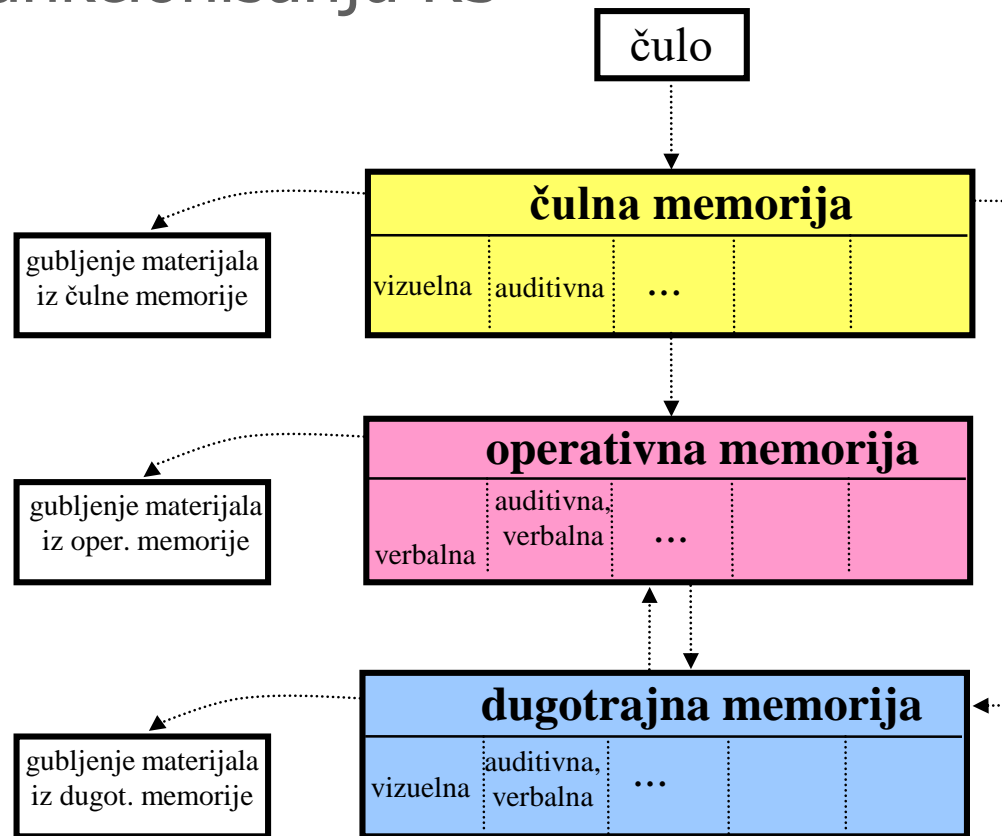 čulo
čulna memorija
gubljenje materijala
iz čulne memorije
vizuelna
auditivna
...
operativna memorija
gubljenje materijala
iz oper. memorije
verbalna
auditivna,
verbalna
...
dugotrajna memorija
gubljenje materijala
iz dugot. memorije
vizuelna
auditivna,
verbalna
...